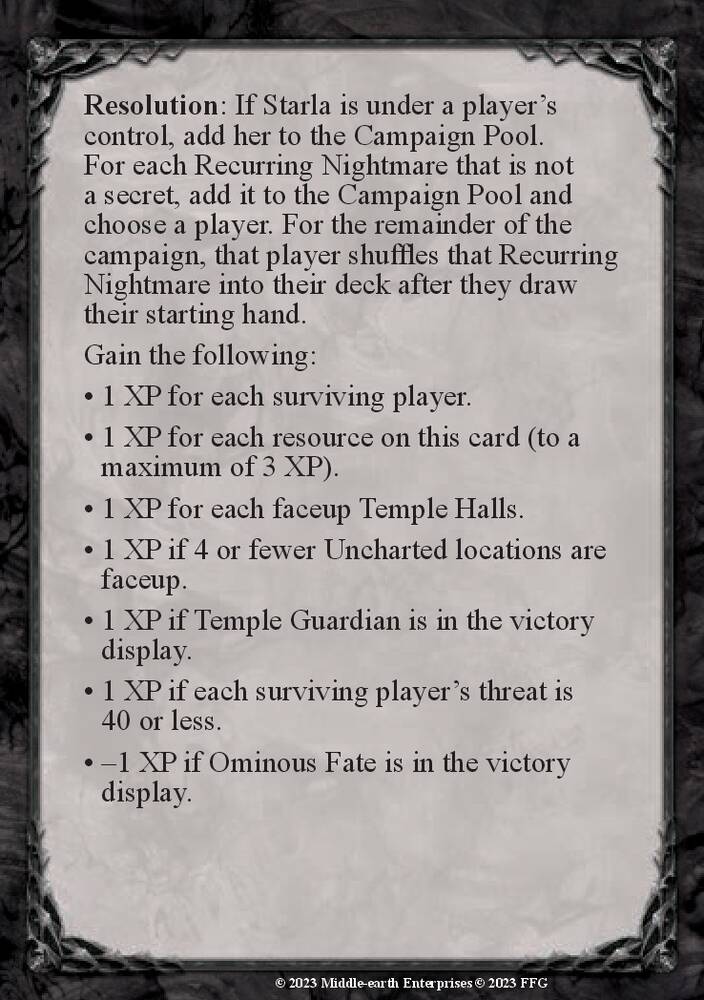 Resolution: If Starla is under a player’s
control, add her to the Campaign Pool.
For each Recurring Nightmare that is not
a secret, add it to the Campaign Pool and
choose a player. For the remainder of the
campaign, that player shuffles that Recurring
Nightmare into their deck after they draw
their starting hand.
Gain the following:
• 1 XP for each surviving player.
• 1 XP for each resource on this card (to a
maximum of 3 XP).
• 1 XP for each faceup Temple Halls.
• 1 XP if 4 or fewer Uncharted locations are
faceup.
• 1 XP if Temple Guardian is in the victory
display.
• 1 XP if each surviving player’s threat is
40 or less.
• –1 XP if Ominous Fate is in the victory
display.
© 2023 Middle-earth Enterprises © 2023 FFG